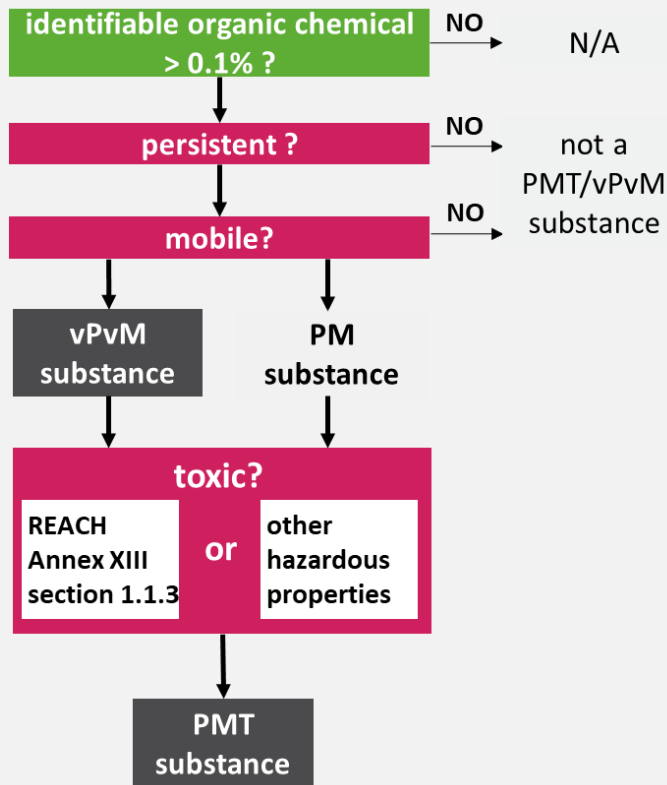 identifiable organic chemical
> 0.1% ?
NO
N/A
persistent ?
NO
not a
PMT/vPvM
substance
mobile?
NO
vPvM
substance
PM
substance
toxic?
REACH
Annex XIII
section 1.1.3
or
other
hazardous
properties
PMT
substance